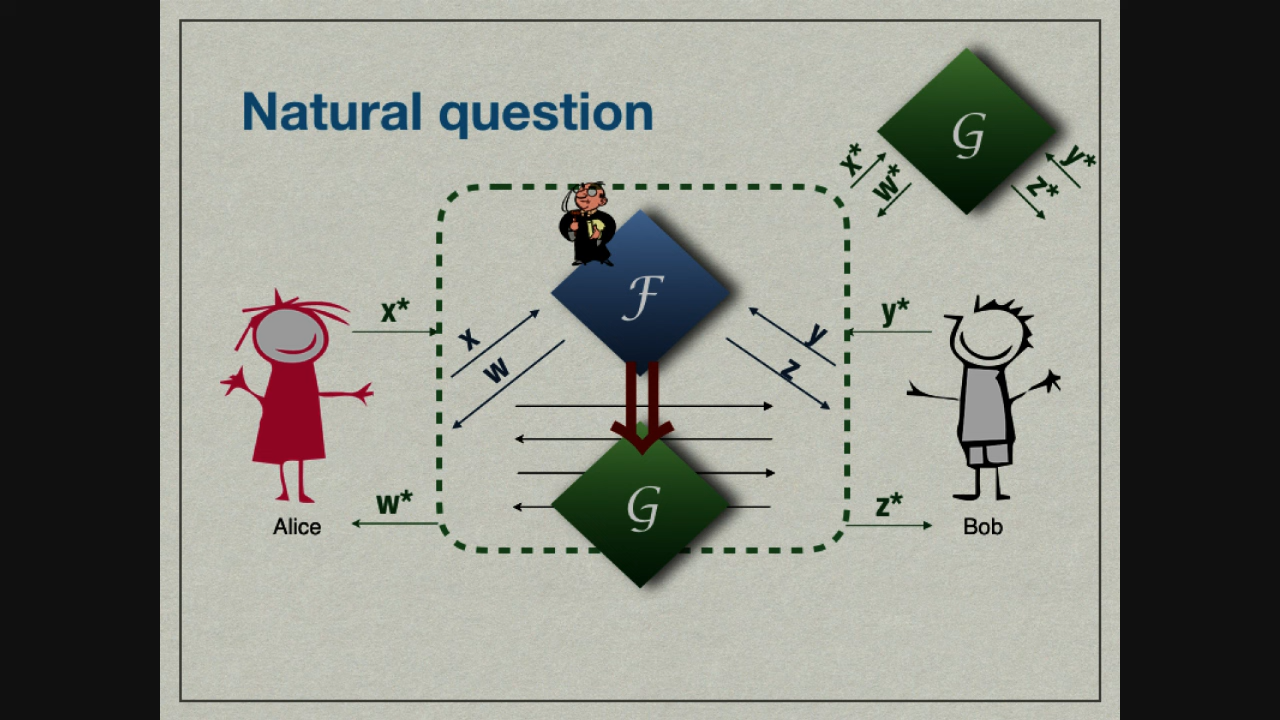 Natural question
𝒢
x*
w*
z*
y*
ℱ
x
w
y
z
x*
y*
𝒢
w*
z*
Alice
Bob